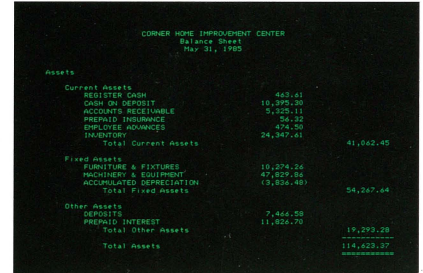 CORNER HOME IMPROVEMENT CENTER
Balance Sheet
May 31, 1985
Assets
Current Assets
REGISTER CASH 463.61
CASH ON DEPOSIT 10,395.30
ACCOUNTS RECEIVABLE 5,325.11
PREPAID INSURANCE 56.32
EMPLOYEE ADVANCES 474.50
INVENTORY 24,347.61
Total Current Assets 41,062.45
Fixed Assets
FURNITURE & FIXTURES 10,274.26
MACHINERY & EQUIPMENT 47,829.86
ACCUMULATED DEPRECIATION (3,836.48)
Total Fixed Assets 54,267.64
Other Assets
DEPOSITS 7,466.58
PREPAID INTEREST 11,826.70
Total Other Assets 19,293.28
Total Assets 114,623.37